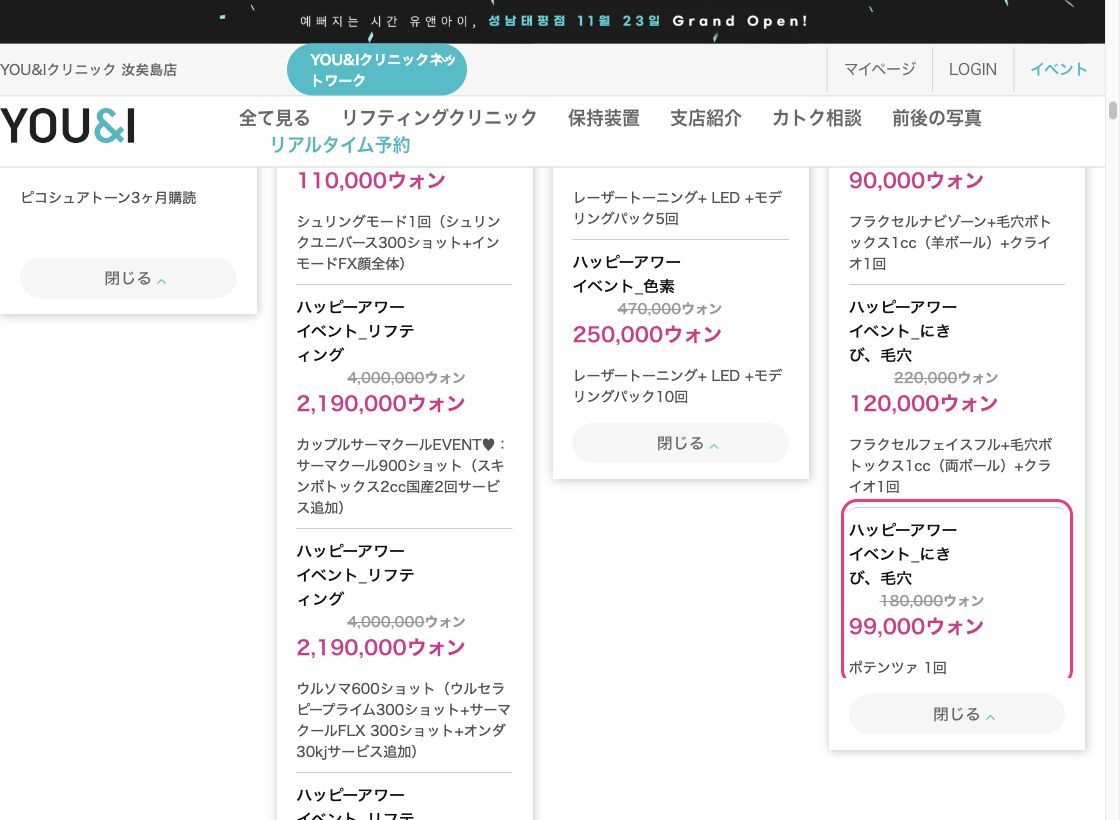 예뻐지는 시간 유앤아이, 성남태평점 11월 23일 Grand Open!
YOU&Iクリニック 汝矣島店
YOU&Iクリニックネッ
トワーク
マイページ
LOGIN
イベント
YOU&I
全て見る
リフティングクリニック
保持装置
支店紹介
カトク相談
前後の写真
リアルタイム予約
ピコシュアトーン3ヶ月購読
閉じる
110,000ウォン
シュリングモード1回（シュリン
クユニバース300ショット+イン
モードFX顔全体）
ハッピーアワー
イベント_リフテ
ィング
4,000,000ウォン
2,190,000ウォン
カップルサーマクールEVENT♥：
サーマクール900ショット（スキ
ンボトックス2cc国産2回サービ
ス追加）
ハッピーアワー
イベント_リフテ
ィング
4,000,000ウォン
2,190,000ウォン
ウルソマ600ショット（ウルセラ
ピープライム300ショット+サーマ
クールFLX 300ショット+オンダ
30kjサービス追加）
ハッピーアワー
イベント_リフテ
レーザートーニング+ LED +モデ
リングパック5回
ハッピーアワー
イベント_色素
470,000ウォン
250,000ウォン
レーザートーニング+ LED +モデ
リングパック10回
閉じる
90,000ウォン
フラクセルナビゾーン+毛穴ボト
ックス1cc（羊ボール）+クライ
オ1回
ハッピーアワー
イベント_にき
び、毛穴
220,000ウォン
120,000ウォン
フラクセルフェイスフル+毛穴ボ
トックス1cc（両ボール）+クラ
イオ1回
ハッピーアワー
イベント_にき
び、毛穴
180,000ウォン
99,000ウォン
ポテンツァ 1回
閉じる